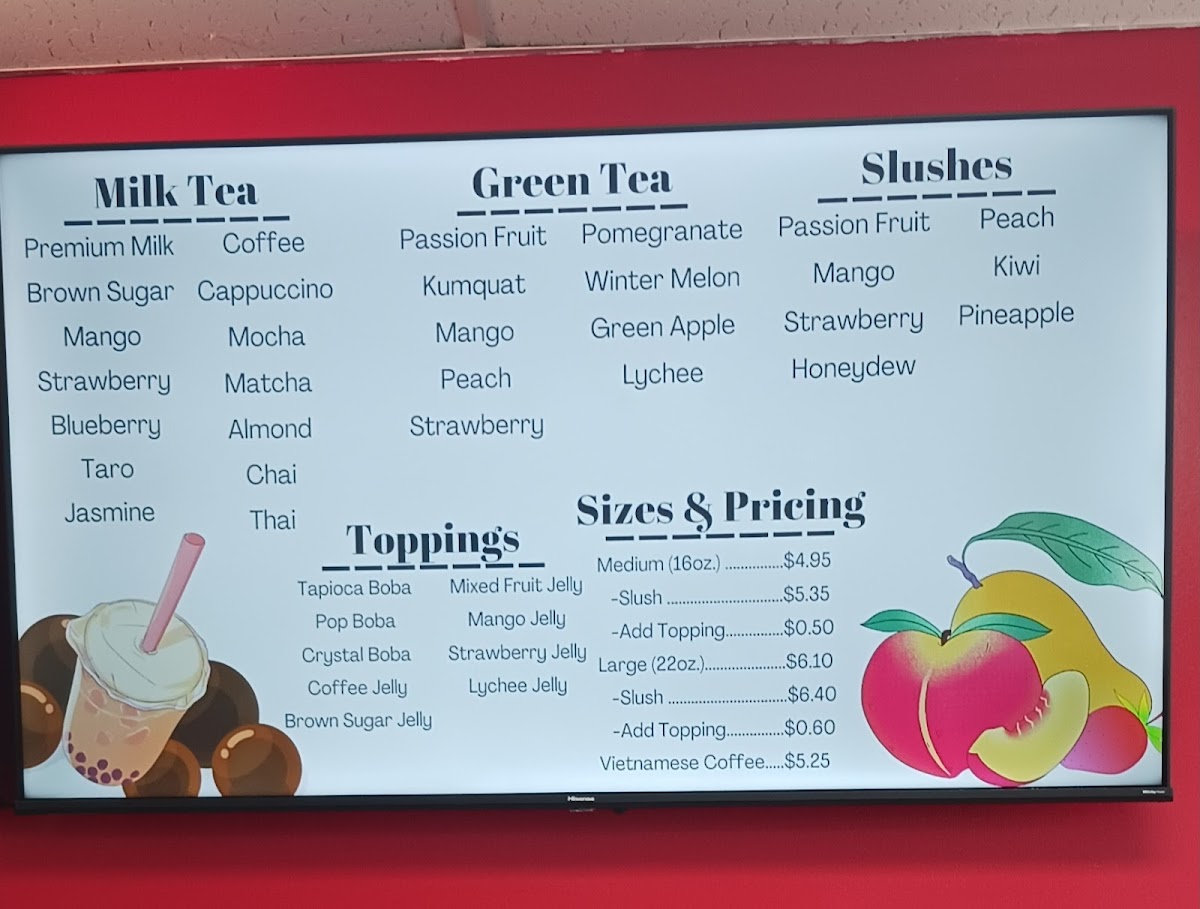 Milk Tea
Premium Milk
Brown Sugar
Mango
Strawberry
Blueberry
Taro
Jasmine
Coffee
Cappuccino
Mocha
Matcha
Almond
Chai
Thai
Green Tea
Passion Fruit
Kumquat
Mango
Peach
Strawberry
Pomegranate
Winter Melon
Green Apple
Lychee
Slushes
Passion Fruit
Mango
Strawberry
Honeydew
Peach
Kiwi
Pineapple
Toppings
Tapioca Boba
Pop Boba
Crystal Boba
Coffee Jelly
Brown Sugar Jelly
Mixed Fruit Jelly
Mango Jelly
Strawberry Jelly
Lychee Jelly
Sizes & Pricing
Medium (16oz.) ...............$4.95
-Slush ..............................$5.35
-Add Topping...............$0.50
Large (22oz.).....................$6.10
-Slush ...............................$6.40
-Add Topping...............$0.60
Vietnamese Coffee.....$5.25
Hisense